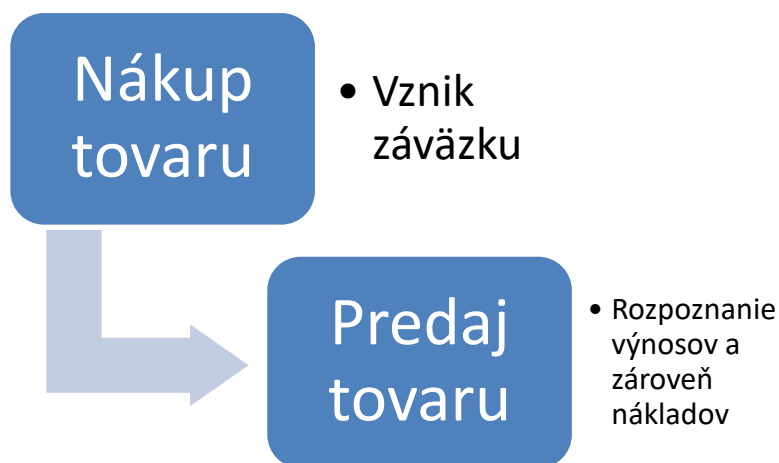 Nákup
tovaru
• Vznik
záväzku
Predaj
tovaru
• Rozpoznanie
výnosov a
zároveň
nákladov